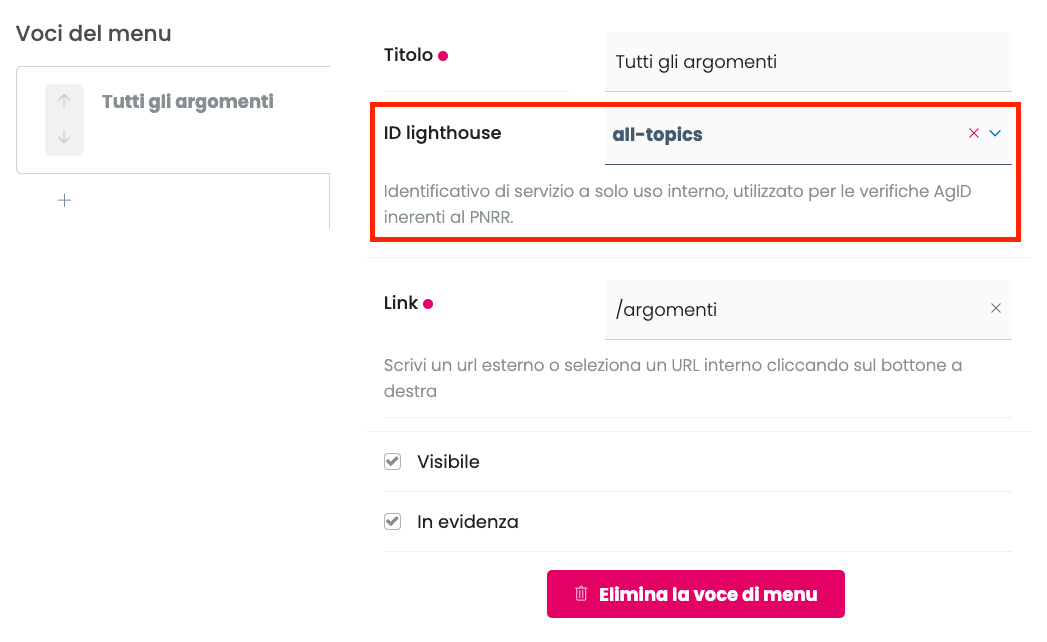 Voci del menu
Tutti gli argomenti
Titolo
Tutti gli argomenti
ID lighthouse
all-topics
Identificativo di servizio a solo uso interno, utilizzato per le verifiche AgID
inerenti al PNRR.
Link
/argomenti
Scrivi un url esterno o seleziona un URL interno cliccando sul bottone a
destra
Visibile
In evidenza
Elimina la voce di menu